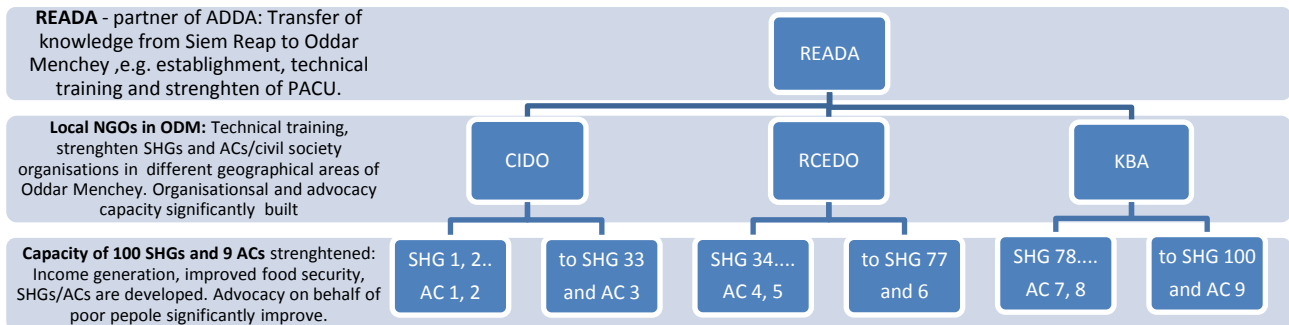 READA - partner of ADDA: Transfer of
knowledge from Siem Reap to Oddar
Menchey ,e.g. establighment, technical
training and strenghten of PACU.
READA
Local NGOs in ODM: Technical training,
strenghten SHGs and ACs/civil society
organisations in different geographical areas of
Oddar Menchey. Organisationsal and advocacy
capacity significantly built
CIDO
RCEDO
KBA
Capacity of 100 SHGs and 9 ACs strenghtened:
Income generation, improved food security,
SHGs/ACs are developed. Advocacy on behalf of
poor pepole significantly improve.
SHG 1, 2..
AC 1, 2
to SHG 33
and AC 3
SHG 34....
AC 4, 5
to SHG 77
and 6
SHG 78....
AC 7, 8
to SHG 100
and AC 9